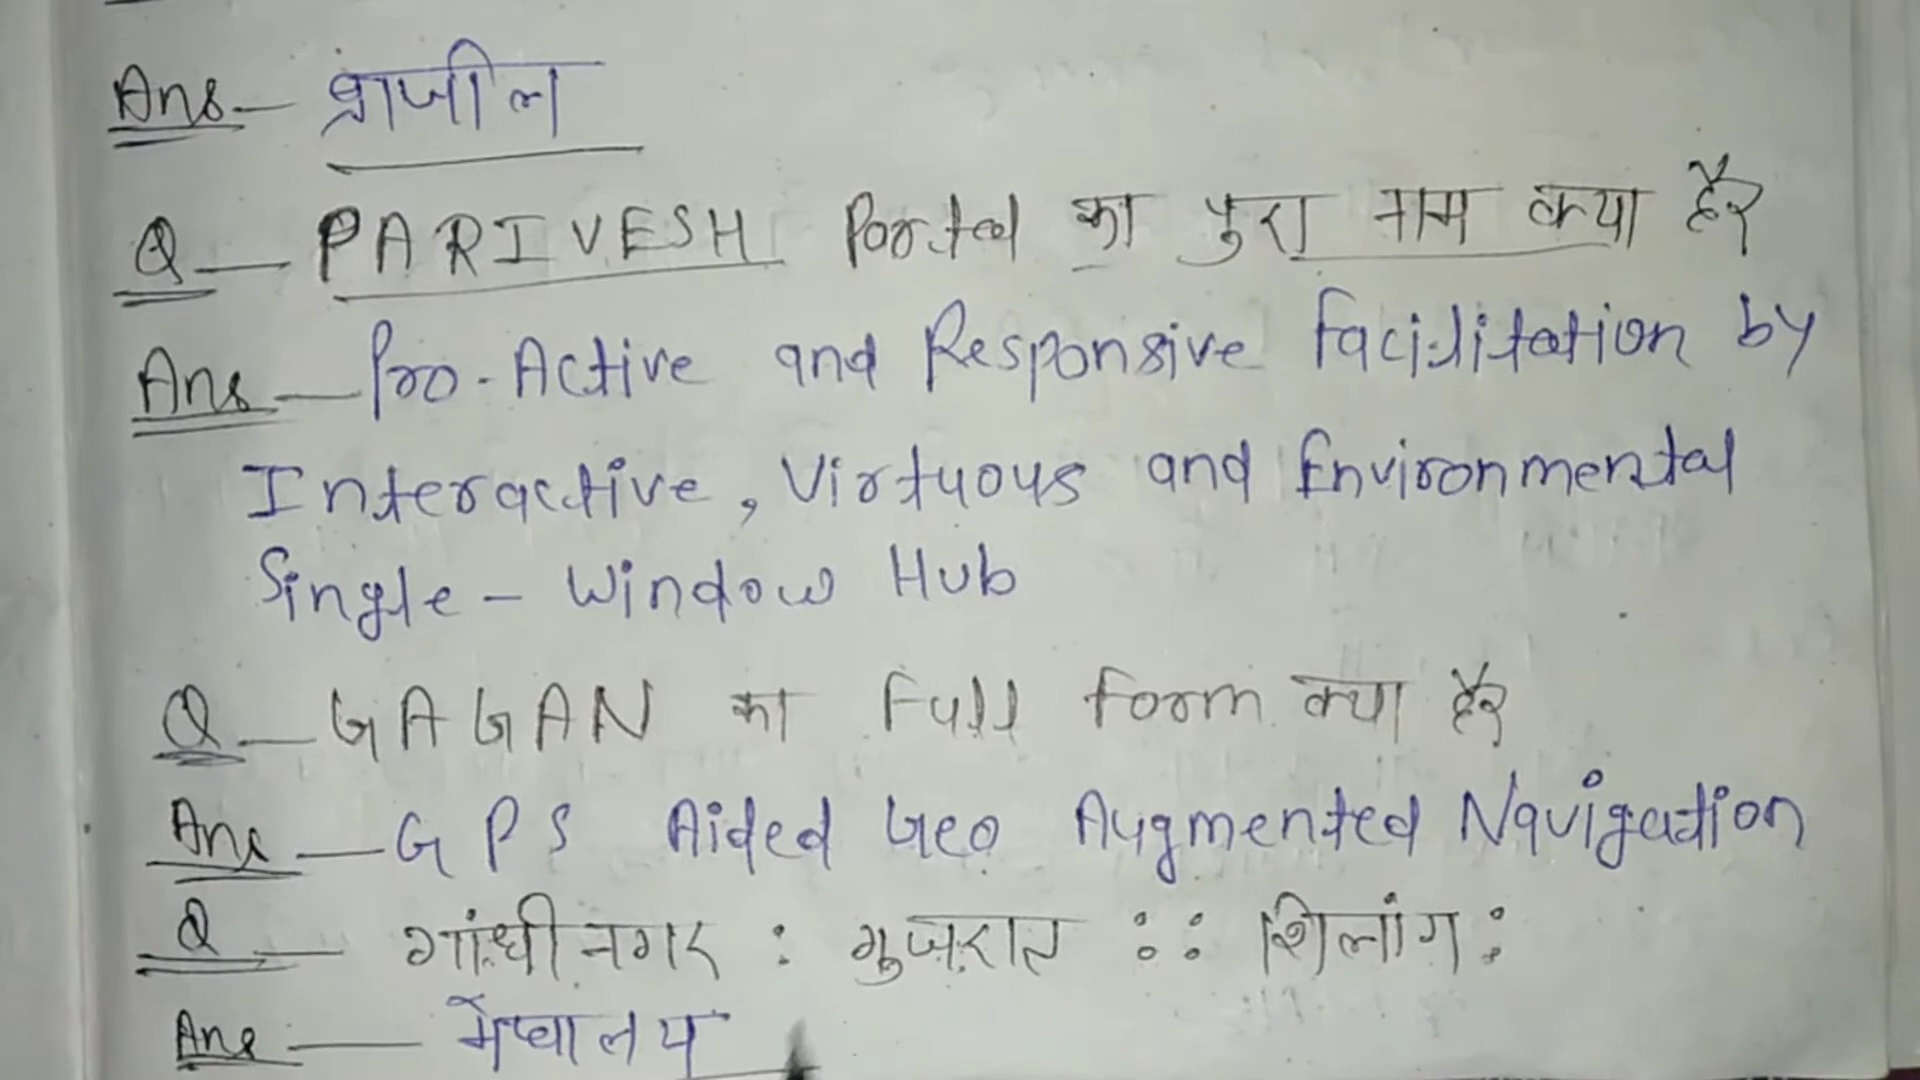 Ans— ब्राजील
Q— PARIVESH Portal का पुरा नाम क्या है?
Ans— Pro-Active and Responsive Facilitation by
Interactive, Virtuous and Environmental
Single-Window Hub
Q— GAGAN का Full form क्या है?
Ans— GPS Aided Geo Augmented Navigation
Q— गांधीनगर : गुजरात :: शिलांग :
Ans— मेघालय